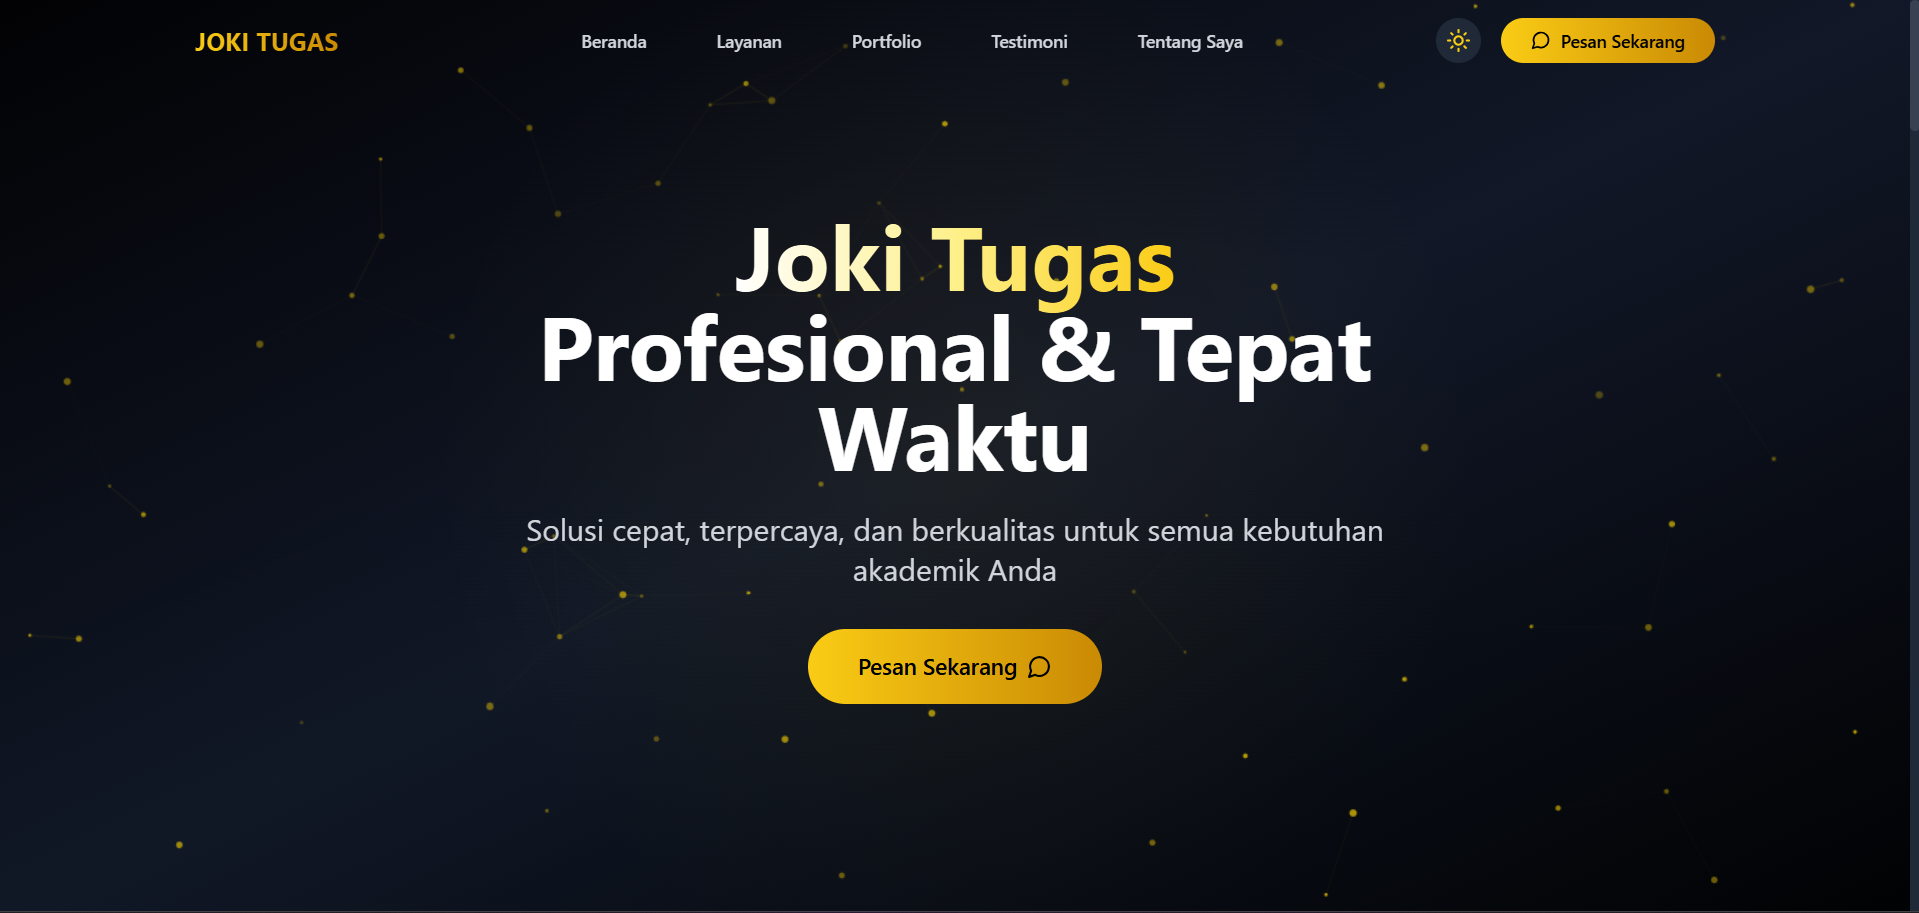 JOKI TUGAS
Beranda
Layanan
Portfolio
Testimoni
Tentang Saya
Pesan Sekarang
Joki Tugas
Profesional & Tepat
Waktu
Solusi cepat, terpercaya, dan berkualitas untuk semua kebutuhan
akademik Anda
Pesan Sekarang